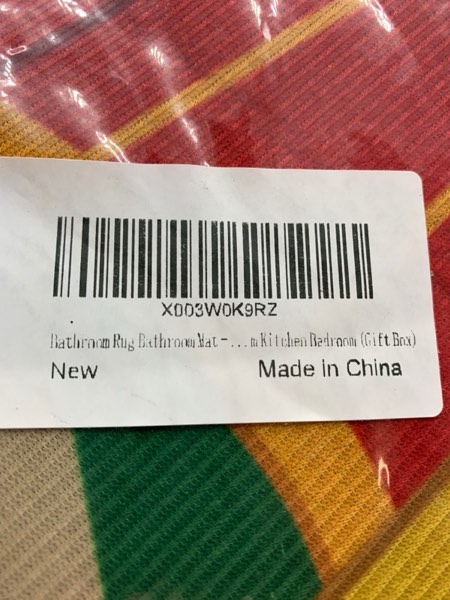 X003W0K9RZ
Bathroom Rug Bathroom Mat - ... m Kitchen Bedroom (Gift Box)
New
Made in China